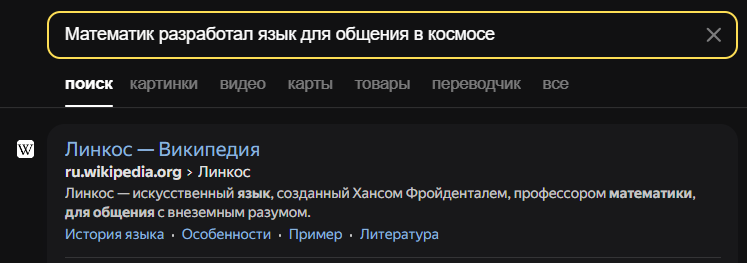 Математик разработал язык для общения в космосе
поиск картинки видео карты товары переводчик все
W
Линкос — Википедия
ru.wikipedia.org › Линкос
Линкос — искусственный язык, созданный Хансом Фройденталем, профессором математики,
для общения с внеземным разумом.
История языка · Особенности · Пример · Литература